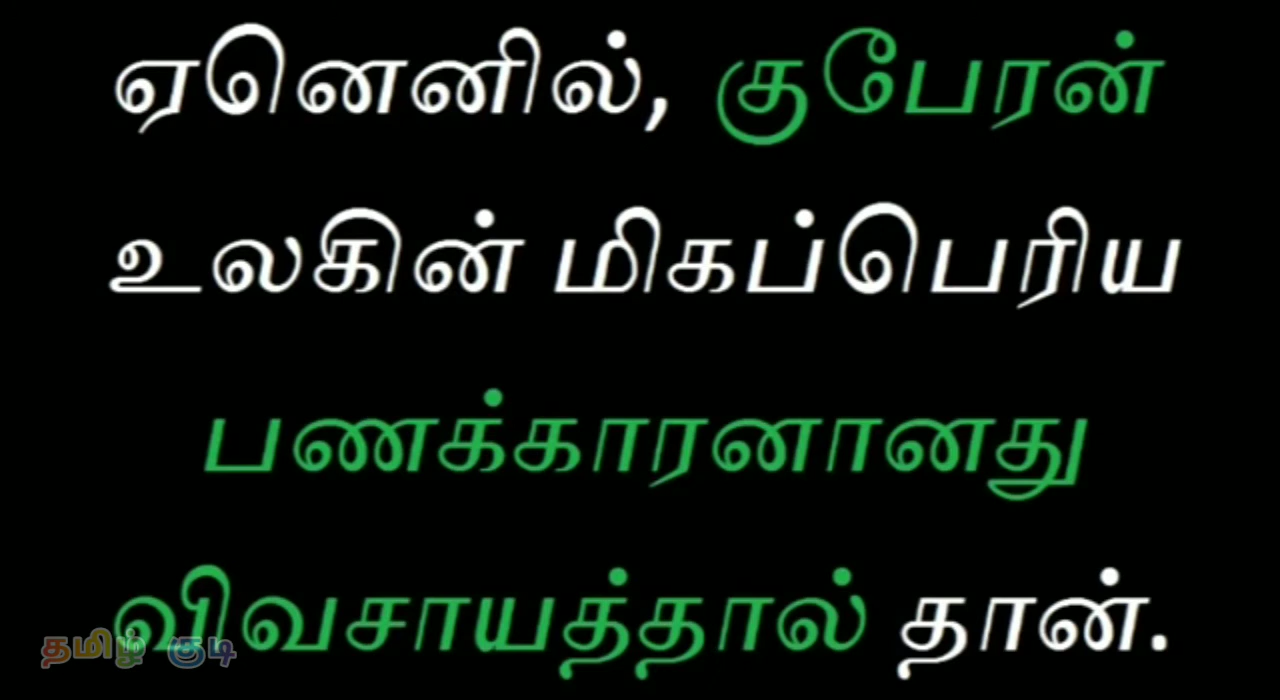 ஏனெனில், குபேரன்
உலகின் மிகப்பெரிய
பணக்காரனானது
விவசாயத்தால் தான்.
தமிழ் குடி